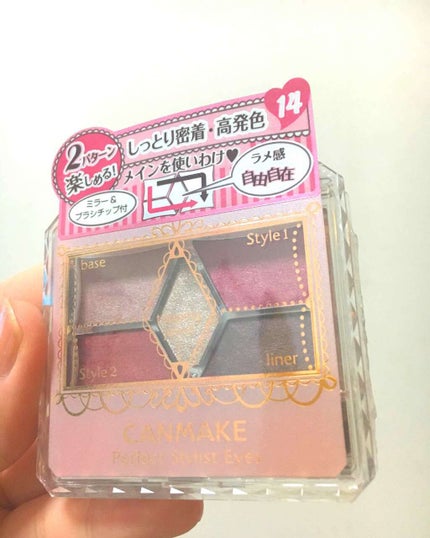 14
2パターン
楽しめる!
しっとり密着・高発色
メインを使いわけ♥
ミラー&
ブラシチップ付
ラメ感
自由自在
base
Style 1
Style 2
liner
CANMAKE
Perfect Stylist Eyes